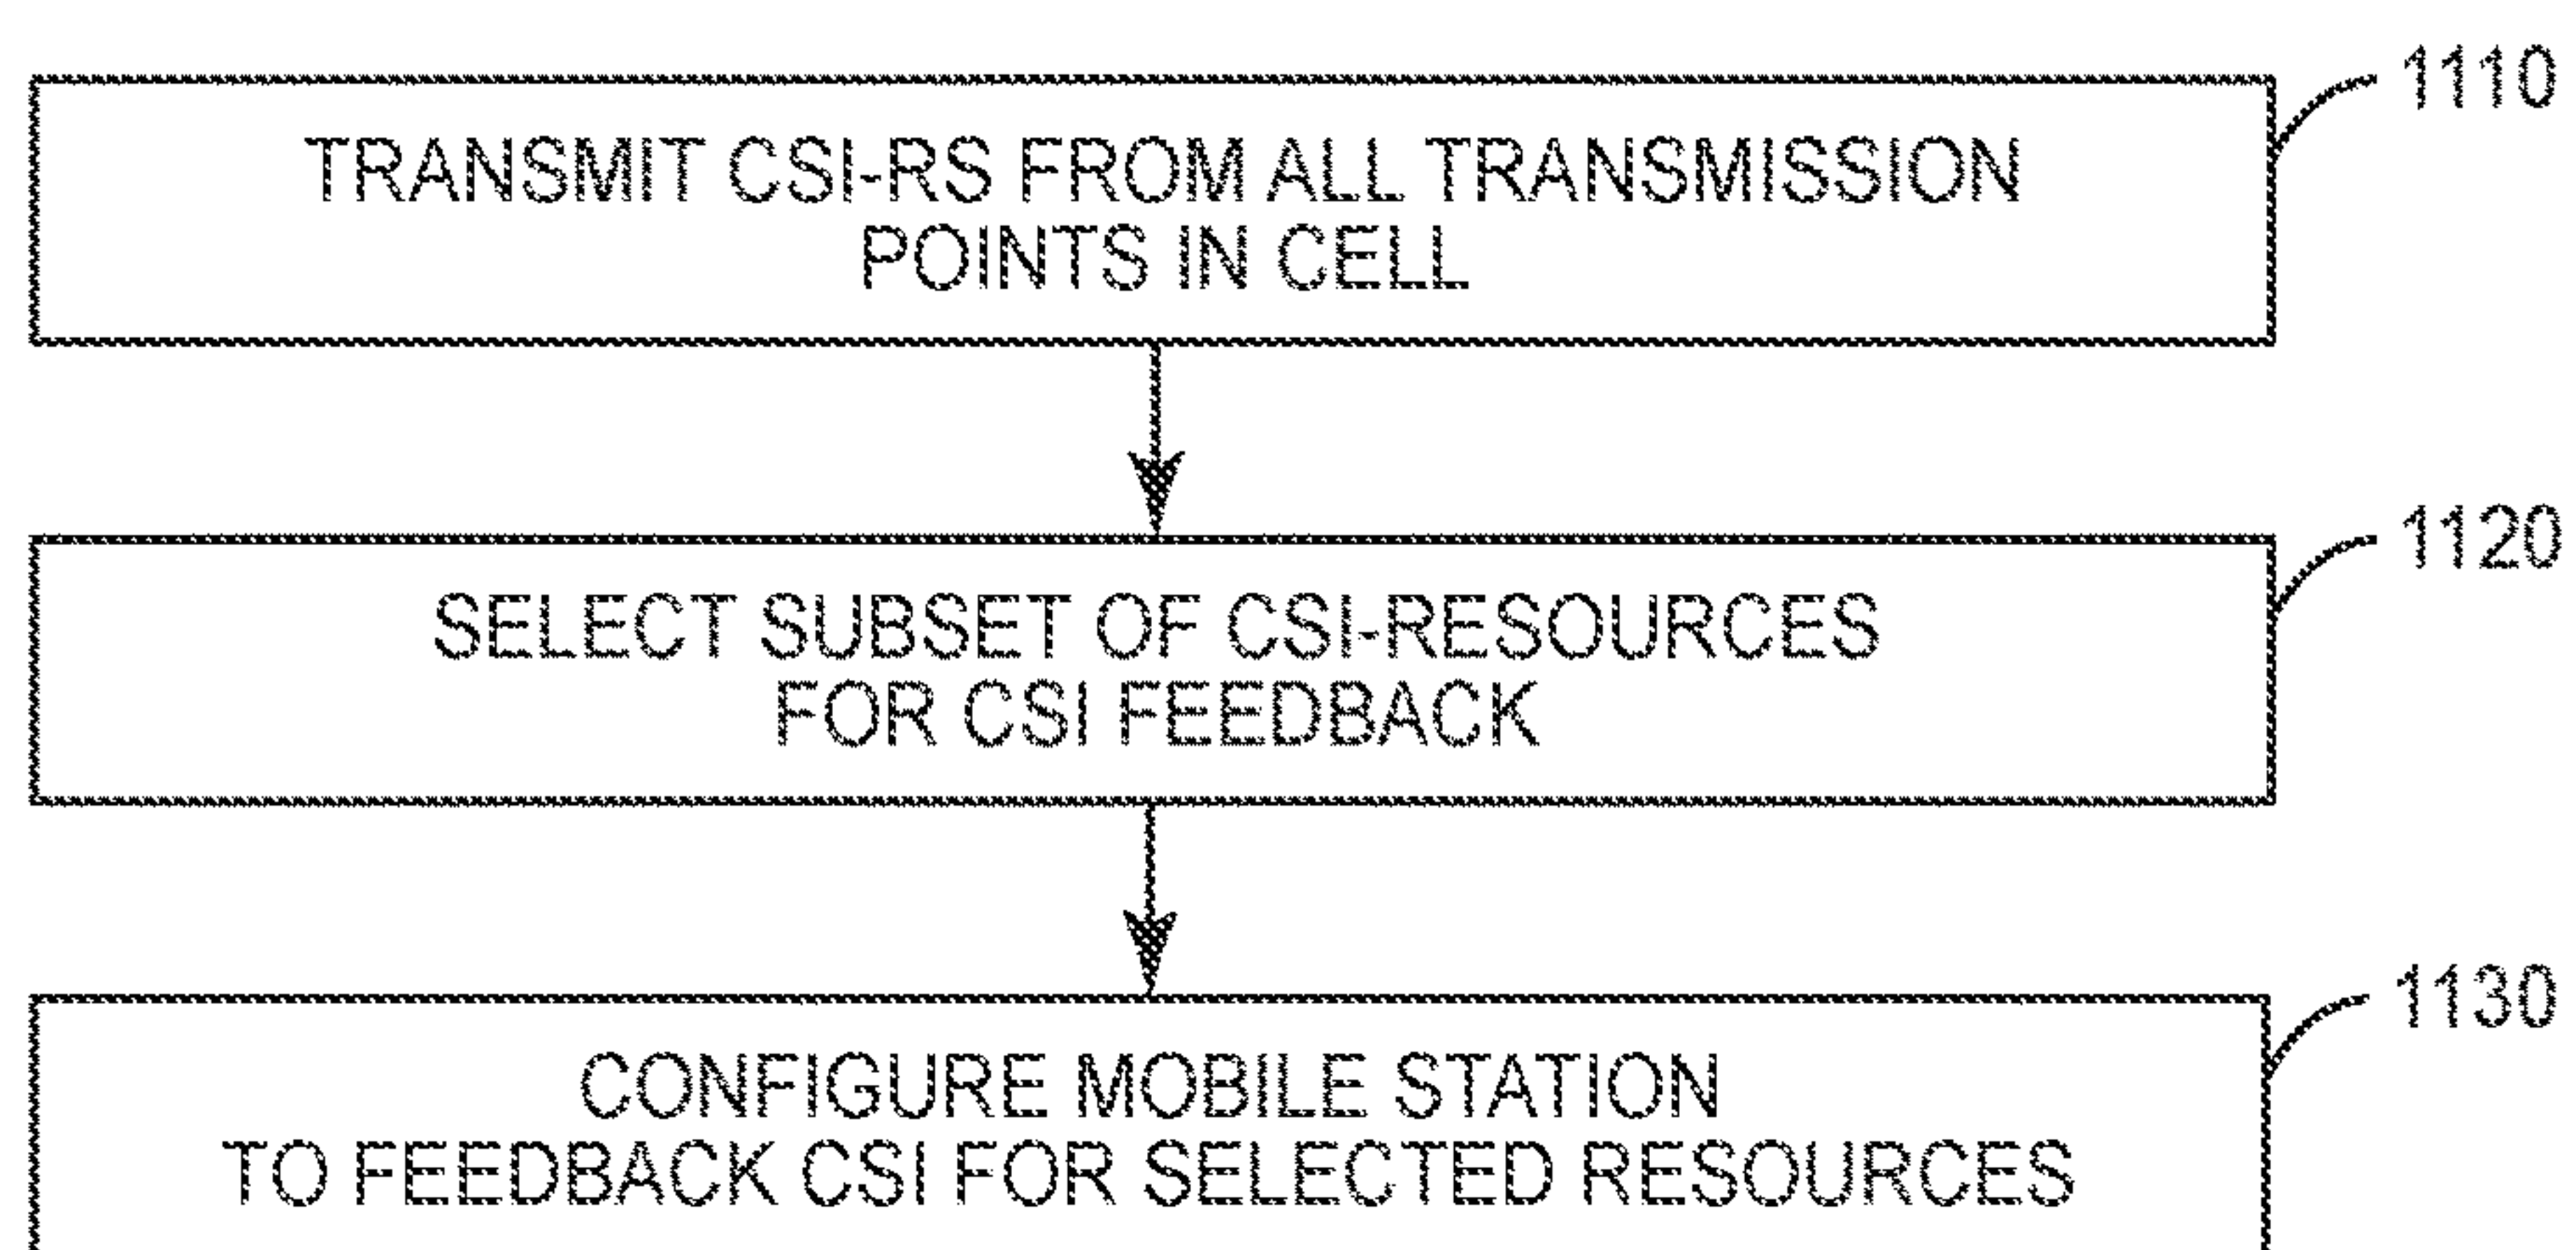 1110
TRANSMIT CSI-RS FROM ALL TRANSMISSION
POINTS IN CELL
1120
SELECT SUBSET OF CSI-RESOURCES
FOR CSI FEEDBACK
1130
CONFIGURE MOBILE STATION
TO FEEDBACK CSI FOR SELECTED RESOURCES